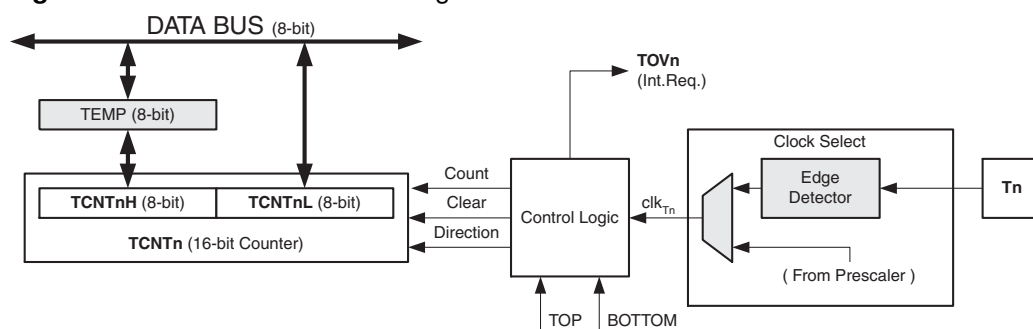 DATA BUS (8-bit)
TEMP (8-bit)
TCNTnH (8-bit) TCNTnL (8-bit)
TCNTn (16-bit Counter)
Count
Clear
Direction
Control Logic
TOVn
(Int.Req.)
TOP BOTTOM
clkTn
Clock Select
Edge
Detector
( From Prescaler )
Tn